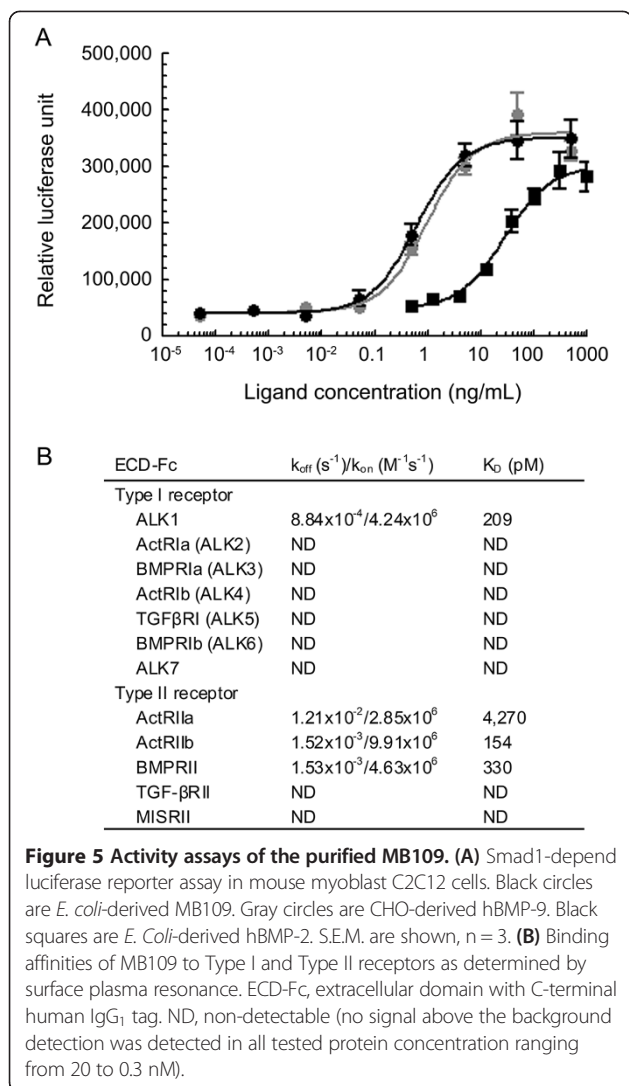 A
500,000
400,000
300,000
200,000
100,000
0
Relative luciferase unit
10-5 10-4 10-3 10-2 0.1 1 10 100 1000
Ligand concentration (ng/mL)
B
ECD-Fc koff (s-1)/kon (M-1s-1) KD (pM)
Type I receptor
ALK1 8.84x10-4/4.24x106 209
ActRIa (ALK2) ND ND
BMPRIa (ALK3) ND ND
ActRIb (ALK4) ND ND
TGFβRI (ALK5) ND ND
BMPRIb (ALK6) ND ND
ALK7 ND ND
Type II receptor
ActRIIa 1.21x10-2/2.85x106 4,270
ActRIIb 1.52x10-3/9.91x106 154
BMPRII 1.53x10-3/4.63x106 330
TGF-βRII ND ND
MISRII ND ND
Figure 5 Activity assays of the purified MB109. (A) Smad1-depend
luciferase reporter assay in mouse myoblast C2C12 cells. Black circles
are E. coli-derived MB109. Gray circles are CHO-derived hBMP-9. Black
squares are E. Coli-derived hBMP-2. S.E.M. are shown, n = 3. (B) Binding
affinities of MB109 to Type I and Type II receptors as determined by
surface plasma resonance. ECD-Fc, extracellular domain with C-terminal
human IgG1 tag. ND, non-detectable (no signal above the background
detection was detected in all tested protein concentration ranging
from 20 to 0.3 nM).